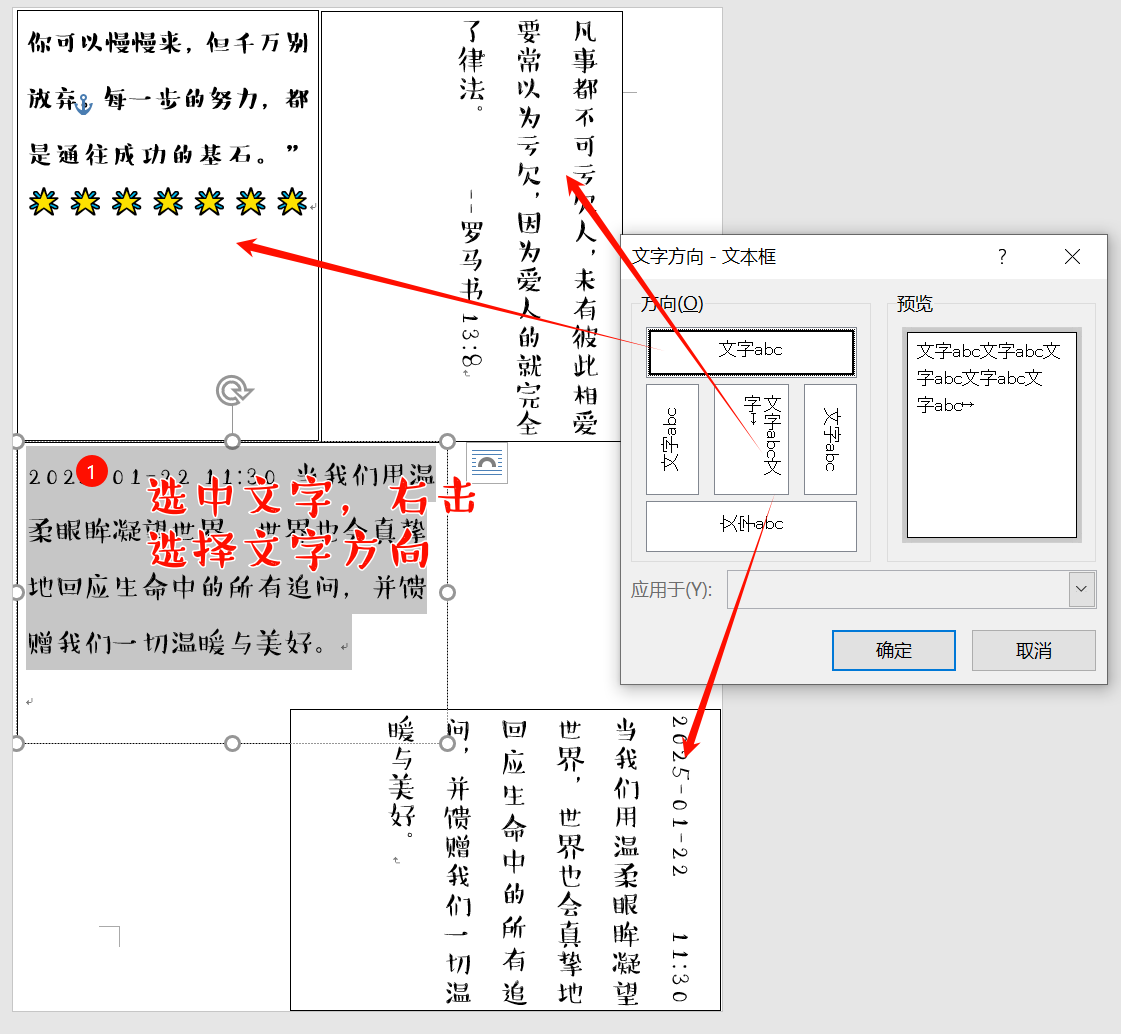 你可以慢慢来，但千万别
放弃，每一步的努力，都
是通往成功的基石。”
凡事都不可亏欠人，未有彼此相爱
要常以为亏欠，因为爱人的就完全
了律法。 --罗马书 13:8
文字方向 - 文本框
方向(O)
文字abc
文字abc
文字abc文字
文字abc
文字abc
预览
文字abc文字abc文
字abc文字abc文
字abc
应用于(Y):
确定
取消
1
选中文字，右击
选择文字方向
2025-01-22 11:30 当我们用温
柔眼眸凝望世界，世界也会真挚
地回应生命中的所有追问，并馈
赠我们一切温暖与美好。
2025-01-22 11:30
当我们用温柔眼眸凝望
世界，世界也会真挚地
回应生命中的所有追
问，并馈赠我们一切温
暖与美好。